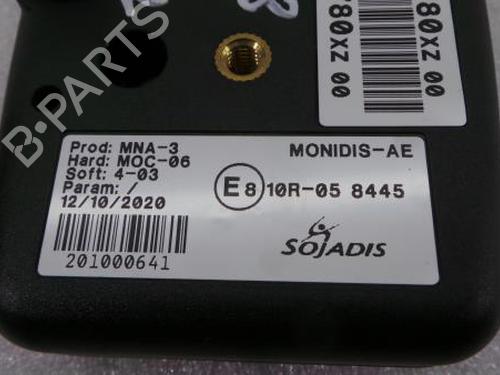 80XZ 00
80XZ 00
B-PARTS
Prod: MNA-3
Hard: MOC-06
Soft: 4-03
Param: /
12/10/2020
201000641
MONIDIS-AE
E8 10R-05 8445
SOJADIS